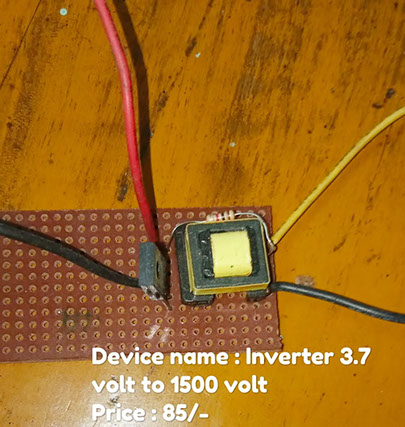 Device name : Inverter 3.7
volt to 1500 volt
Price : 85/-